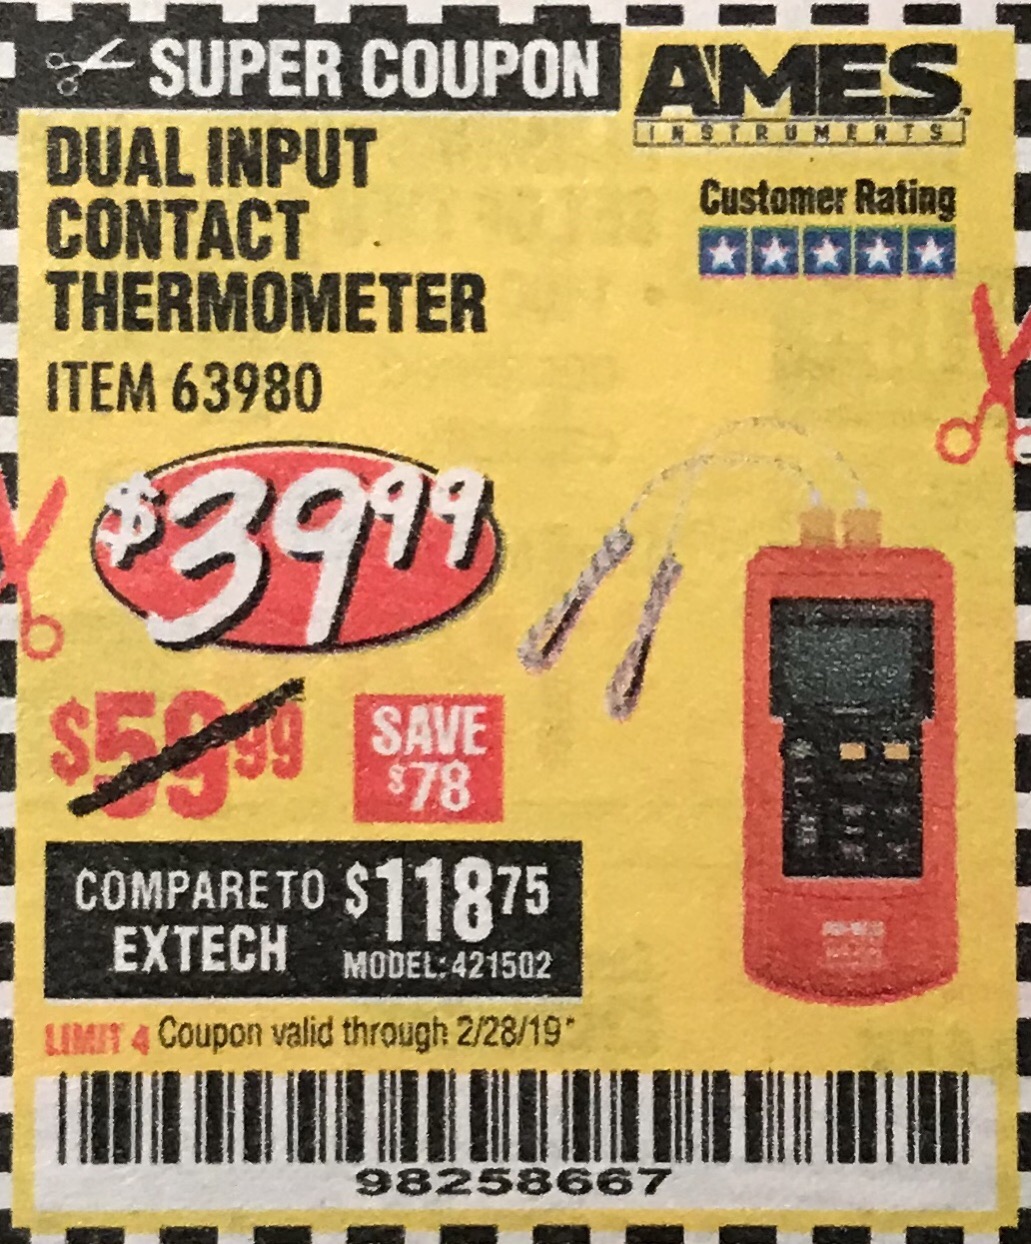 SUPER COUPON
AMES
INSTRUMENTS
DUAL INPUT
CONTACT
THERMOMETER
ITEM 63980
Customer Rating
$39.99
$59.99
SAVE
$78
COMPARE TO
EXTECH
$118.75
MODEL: 421502
LIMIT 4 Coupon valid through 2/28/19*
98258667